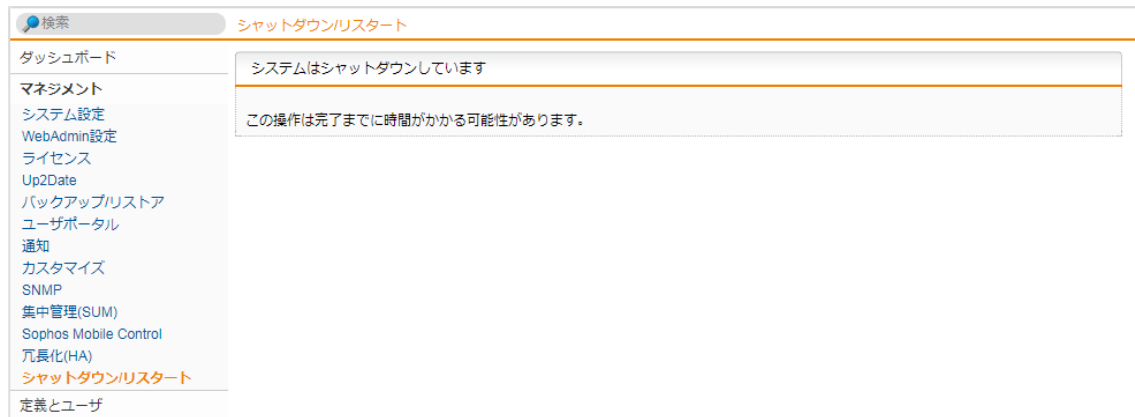 検索
シャットダウン/リスタート
ダッシュボード
システムはシャットダウンしています
マネジメント
システム設定
この操作は完了までに時間がかかる可能性があります。
WebAdmin設定
ライセンス
Up2Date
バックアップ/リストア
ユーザポータル
通知
カスタマイズ
SNMP
集中管理(SUM)
Sophos Mobile Control
冗長化(HA)
シャットダウン/リスタート
定義とユーザ